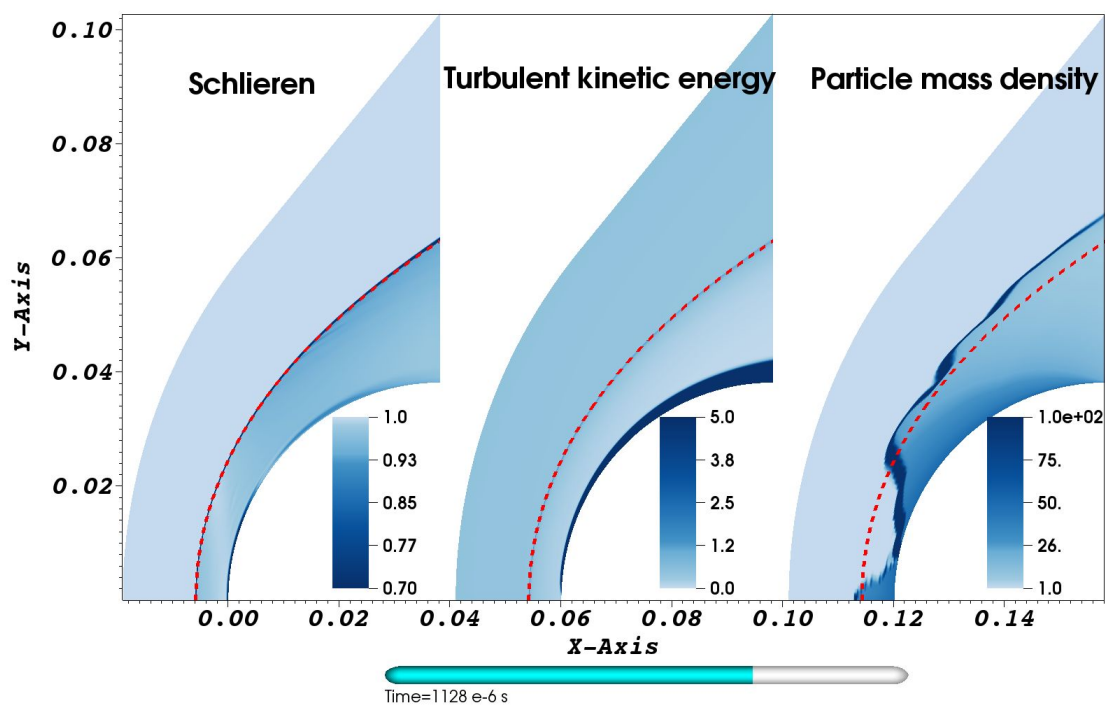 0.10
Schlieren Turbulent kinetic energy Particle mass density
0.08
0.06
0.04
0.02
Y-Axis
1.0 5.0 1.0e+02
0.93 3.8 75.
0.85 2.5 50.
0.77 1.2 26.
0.70 0.0 1.0
0.00 0.02 0.04 0.06 0.08 0.10 0.12 0.14
X-Axis
Time=1128 e-6 s